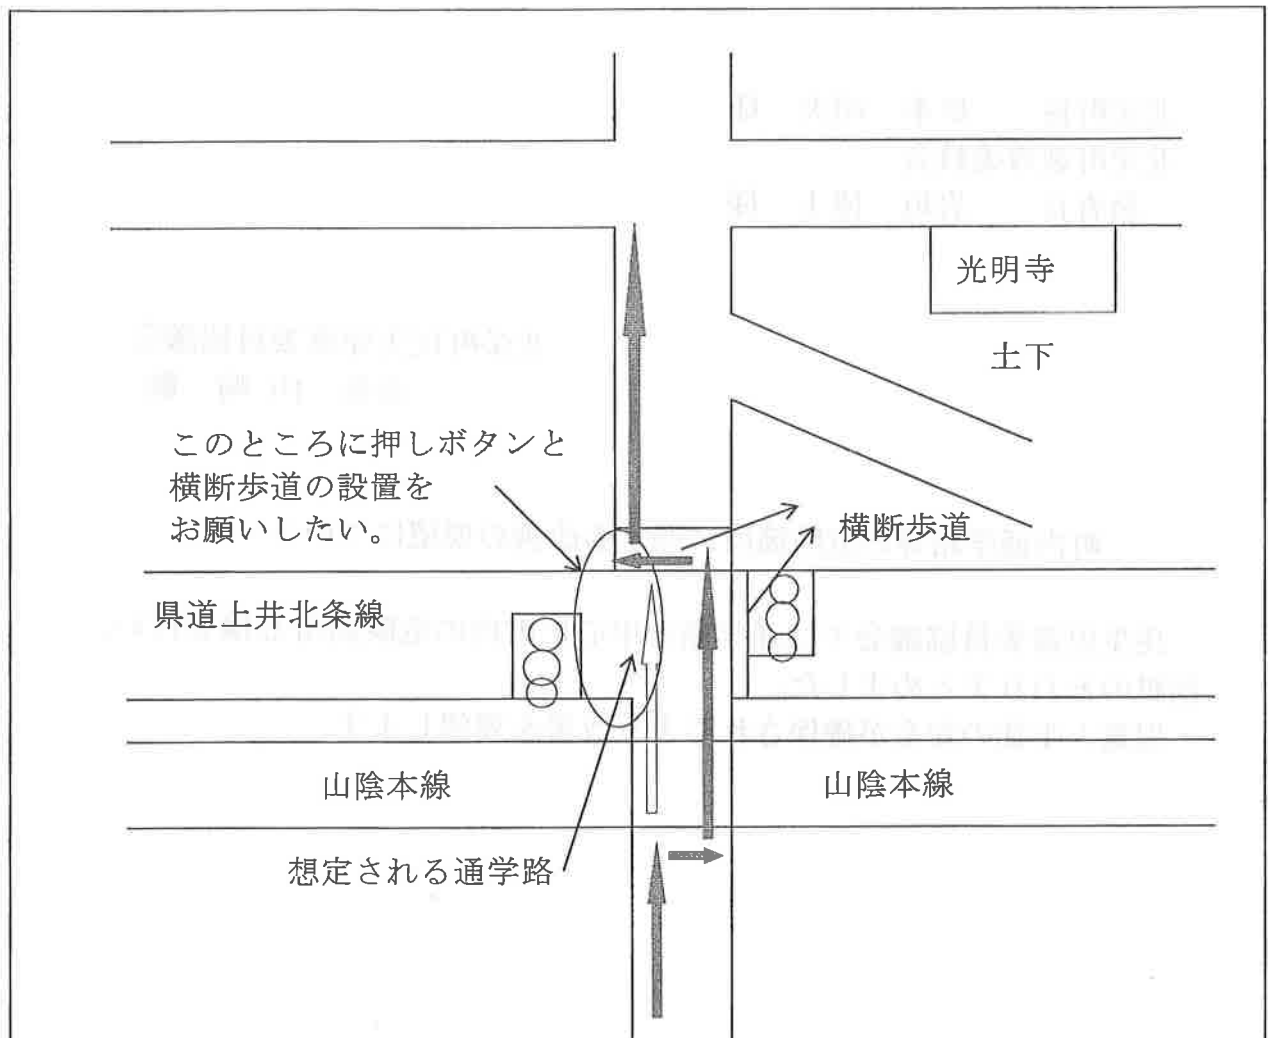 光明寺
土下
このところに押しボタンと
横断歩道の設置を
お願いしたい。
横断歩道
県道上井北条線
山陰本線
山陰本線
想定される通学路